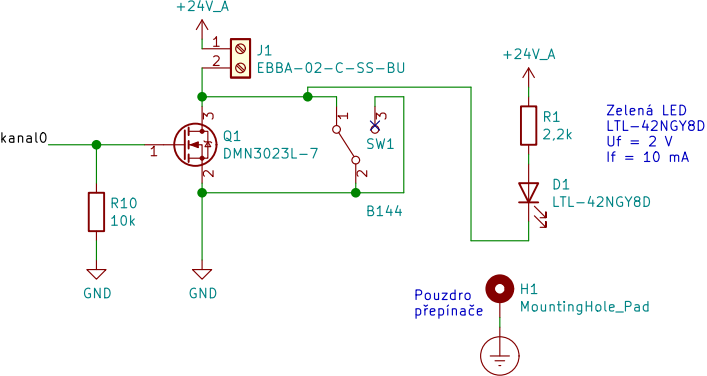 +24V_A
1
2
J1
EBBA-02-C-SS-BU
+24V_A
kanal0
3
Q1
1
DMN3023L-7
2
1
3
SW1
2
B144
R1
2,2k
Zelená LED
LTL-42NGY8D
Uf = 2 V
If = 10 mA
R10
10k
D1
LTL-42NGY8D
GND
GND
Pouzdro
přepínače
H1
MountingHole_Pad